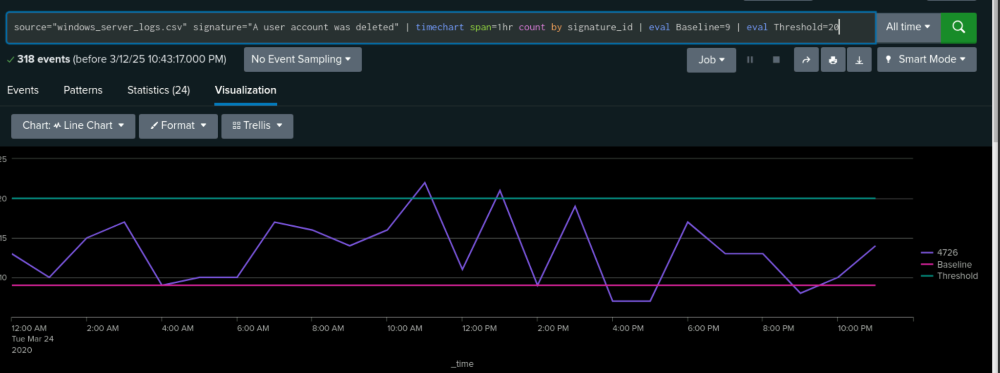 source="windows_server_logs.csv" signature="A user account was deleted" | timechart span=1hr count by signature_id | eval Baseline=9 | eval Threshold=20
All time
318 events (before 3/12/25 10:43:17.000 PM)
No Event Sampling
Job
Smart Mode
Events
Patterns
Statistics (24)
Visualization
Chart: Line Chart
Format
Trellis
25
20
15
10
4726
Baseline
Threshold
12:00 AM
2:00 AM
4:00 AM
6:00 AM
8:00 AM
10:00 AM
12:00 PM
2:00 PM
4:00 PM
6:00 PM
8:00 PM
10:00 PM
Tue Mar 24
2020
_time